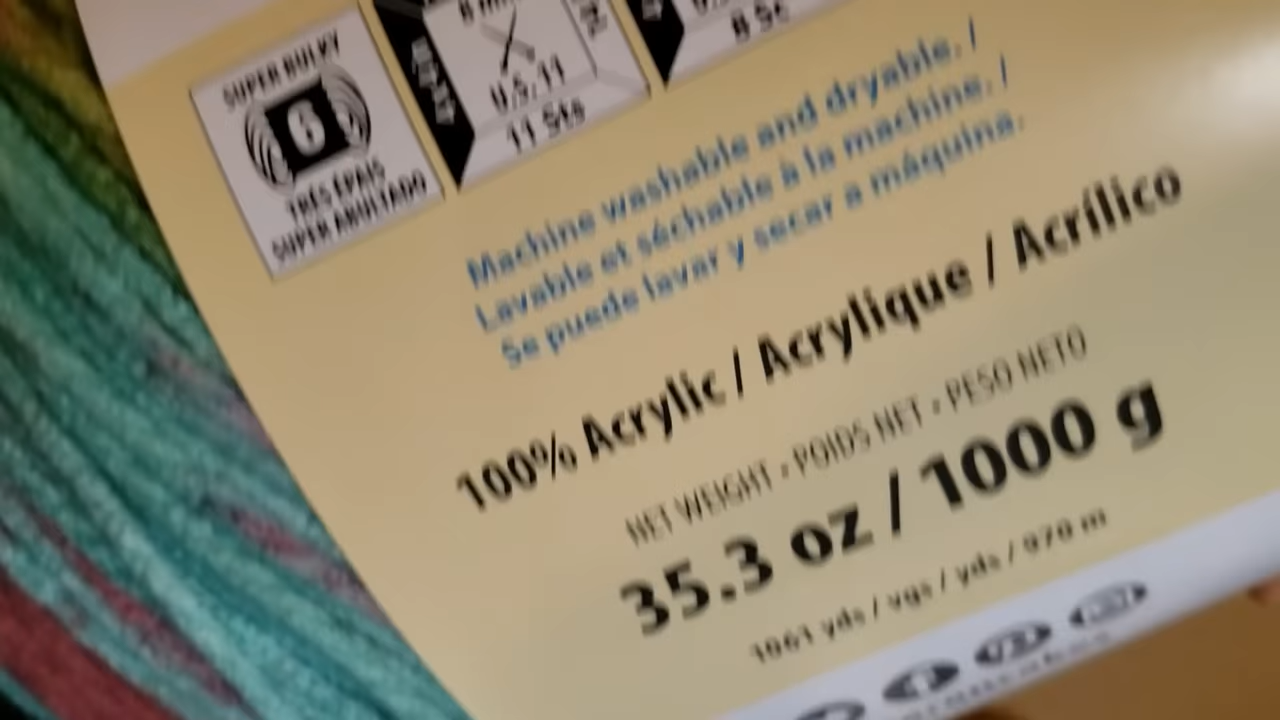 SUPER BULKY
6
TRÈS ÉPAIS
SUPER ABULTADO
U.S. 11
11 Sts
8 St
Machine washable and dryable. /
Lavable et séchable à la machine. /
Se puede lavar y secar a máquina.
100% Acrylic / Acrylique / Acrílico
NET WEIGHT • POIDS NET • PESO NETO
35.3 oz / 1000 g
1061 yds / vgs / yds / 970 m